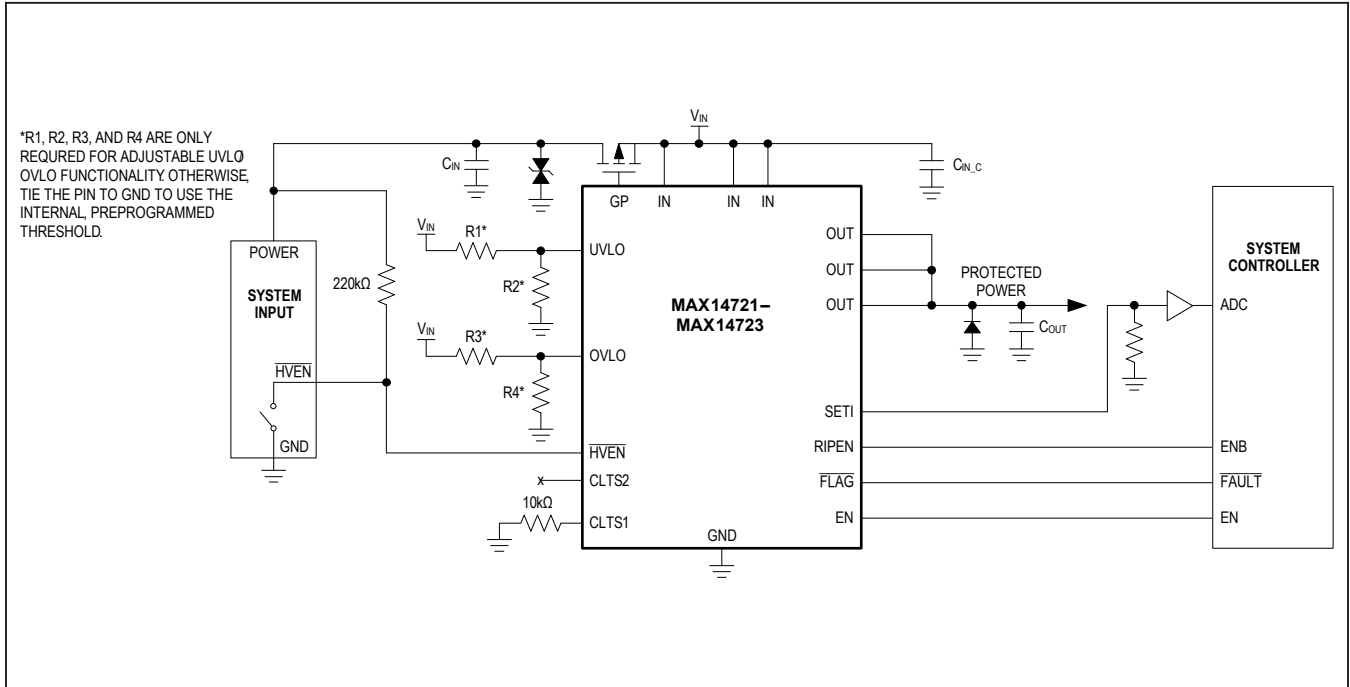 *R1, R2, R3, AND R4 ARE ONLY
REQURED FOR ADJUSTABLE UVLO
OVLO FUNCTIONALITY. OTHERWISE,
TIE THE PIN TO GND TO USE THE
INTERNAL, PREPROGRAMMED
THRESHOLD.
VIN
CIN
CIN_C
GP
IN
IN
IN
POWER
SYSTEM
INPUT
HVEN
GND
220kΩ
VIN
R1*
R2*
UVLO
VIN
R3*
R4*
OVLO
HVEN
CLTS2
x
10kΩ
CLTS1
MAX14721–
MAX14723
GND
OUT
OUT
OUT
SETI
RIPEN
FLAG
EN
PROTECTED
POWER
COUT
SYSTEM
CONTROLLER
ADC
ENB
FAULT
EN